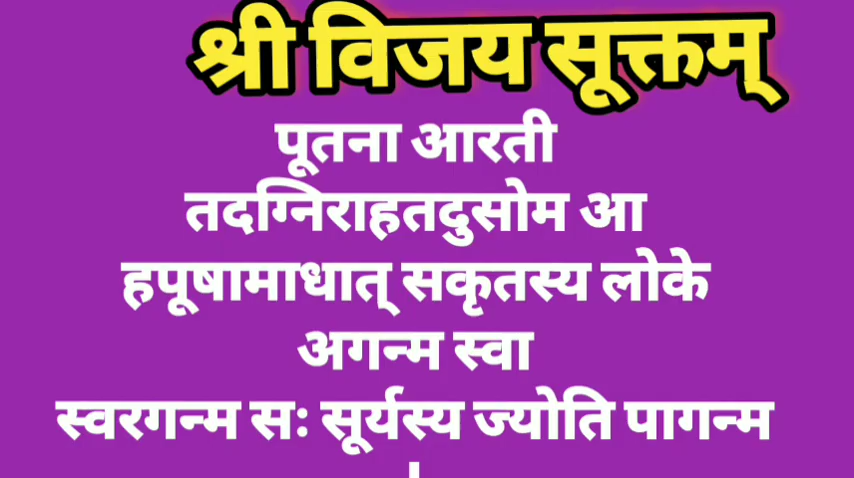 श्री विजय सूक्तम्
पूतना आरती
तदग्निराहतदुसोम आ
हपूषामाधात् सकृतस्य लोके
अगन्म स्वा
स्वरगन्म सः सूर्यस्य ज्योति पागन्म